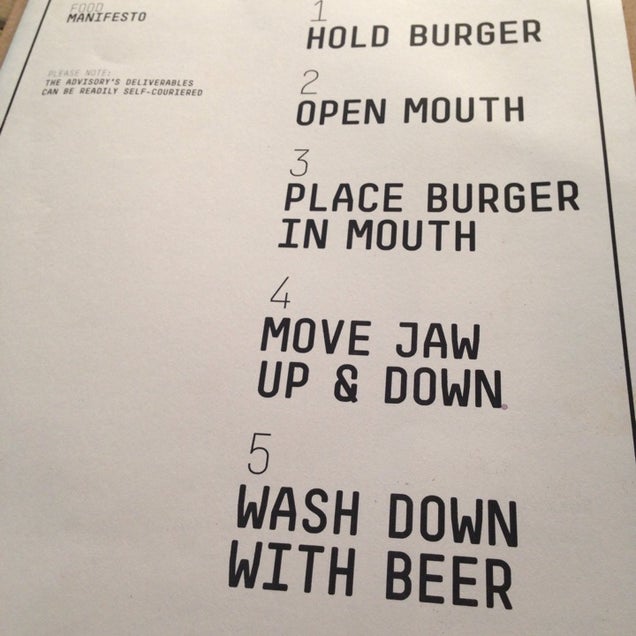 FOOD
MANIFESTO
PLEASE NOTE:
THE ADVISORY'S DELIVERABLES
CAN BE READILY SELF-COURIERED
1
HOLD BURGER
2
OPEN MOUTH
3
PLACE BURGER
IN MOUTH
4
MOVE JAW
UP & DOWN
5
WASH DOWN
WITH BEER